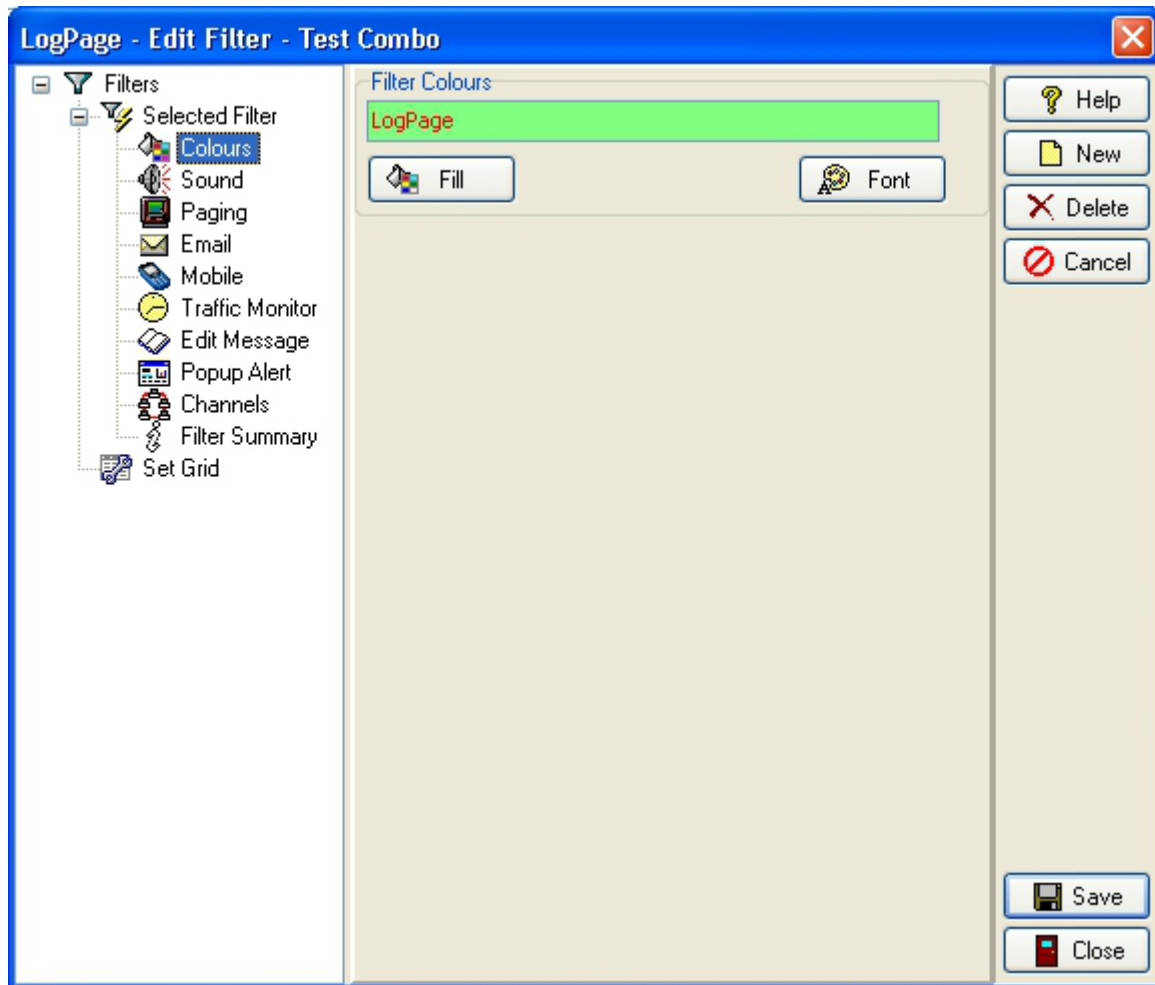 LogPage - Edit Filter - Test Combo
Filters
Selected Filter
Colours
Sound
Paging
Email
Mobile
Traffic Monitor
Edit Message
Popup Alert
Channels
Filter Summary
Set Grid
Filter Colours
LogPage
Fill
Font
Help
New
Delete
Cancel
Save
Close